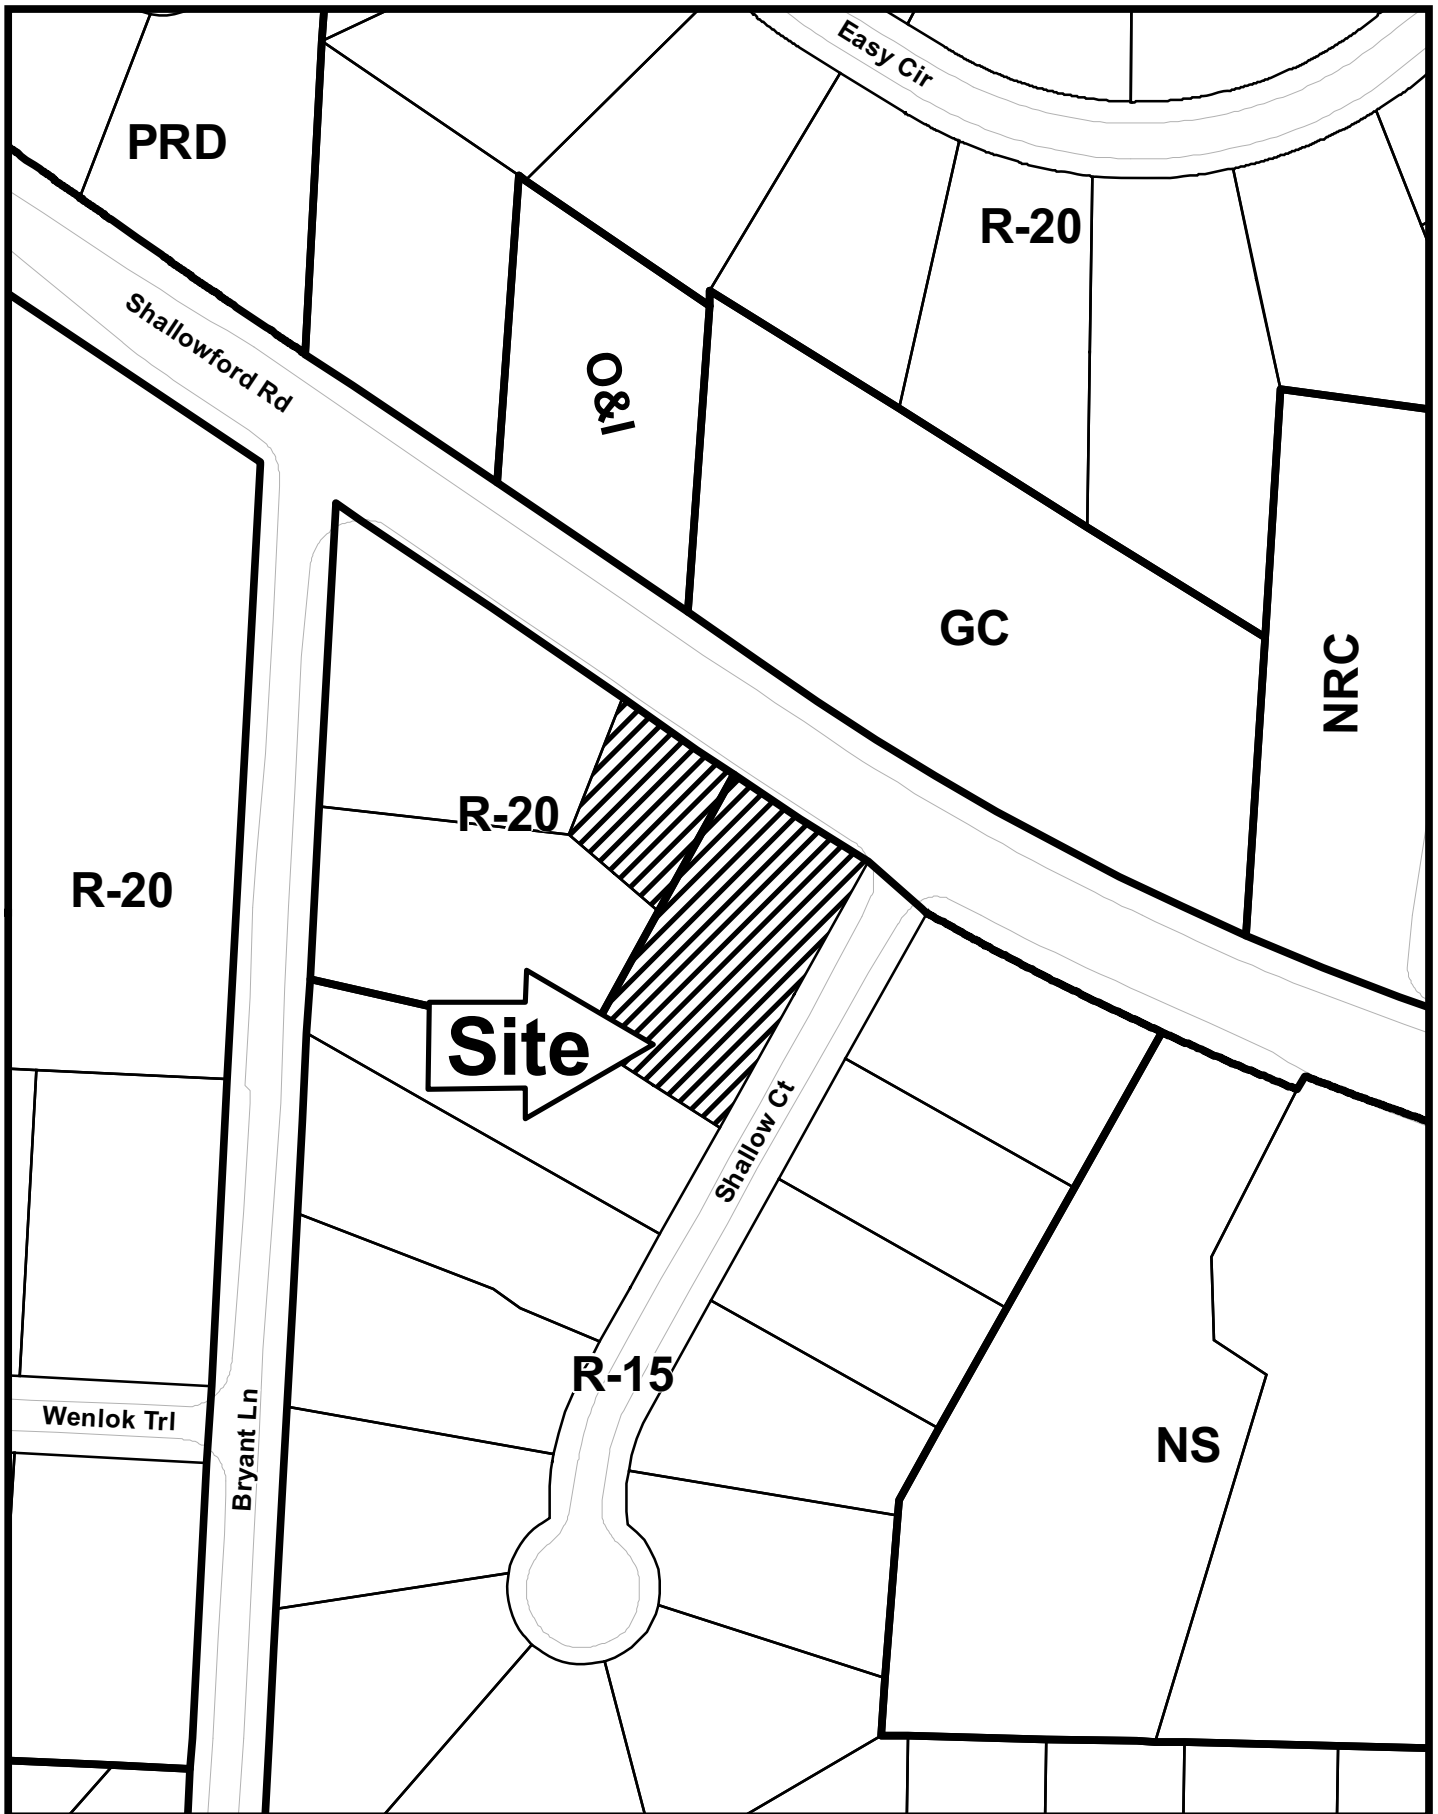 Easy Cir
PRD
R-20
Shallowford Rd
O&I
GC
NRC
R-20
R-20
Site
Shallow Ct
R-15
Wenlok Trl
Bryant Ln
NS